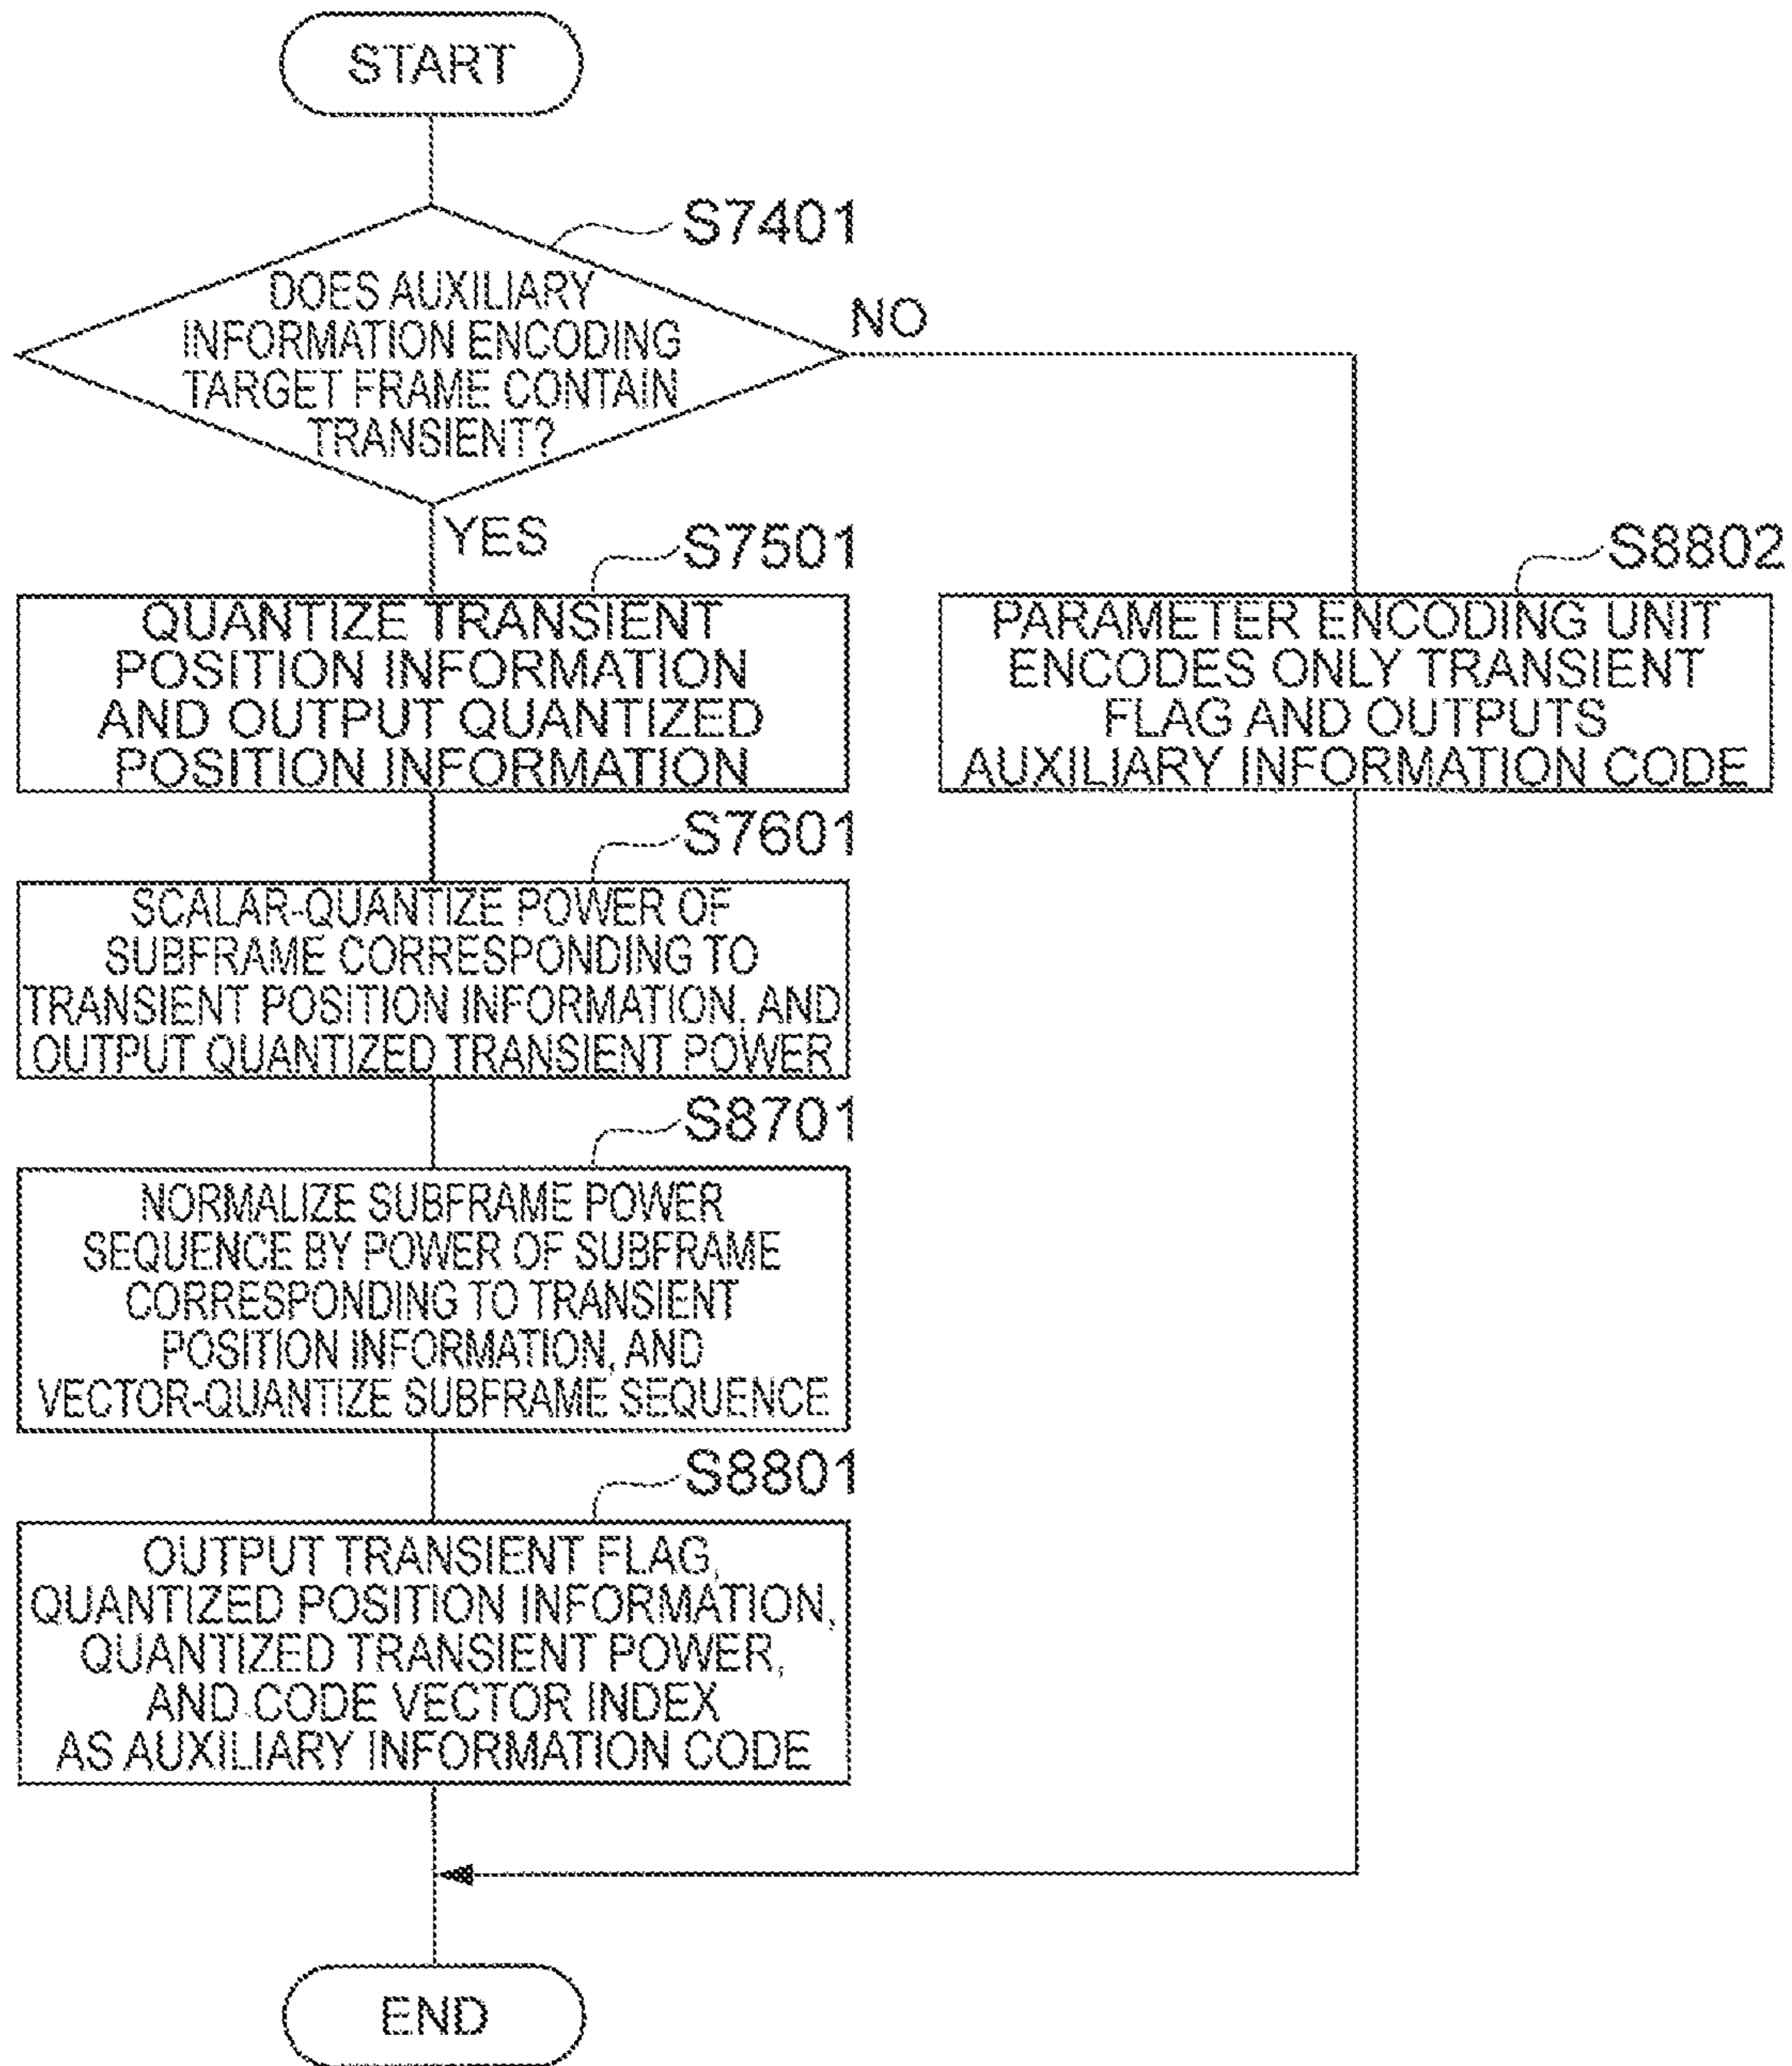 START
S7401
DOES AUXILIARY
INFORMATION ENCODING
TARGET FRAME CONTAIN
TRANSIENT?
NO
YES
S7501
QUANTIZE TRANSIENT
POSITION INFORMATION
AND OUTPUT QUANTIZED
POSITION INFORMATION
S8802
PARAMETER ENCODING UNIT
ENCODES ONLY TRANSIENT
FLAG AND OUTPUTS
AUXILIARY INFORMATION CODE
S7601
SCALAR-QUANTIZE POWER OF
SUBFRAME CORRESPONDING TO
TRANSIENT POSITION INFORMATION, AND
OUTPUT QUANTIZED TRANSIENT POWER
S8701
NORMALIZE SUBFRAME POWER
SEQUENCE BY POWER OF SUBFRAME
CORRESPONDING TO TRANSIENT
POSITION INFORMATION, AND
VECTOR-QUANTIZE SUBFRAME SEQUENCE
S8801
OUTPUT TRANSIENT FLAG,
QUANTIZED POSITION INFORMATION,
QUANTIZED TRANSIENT POWER,
AND CODE VECTOR INDEX
AS AUXILIARY INFORMATION CODE
END